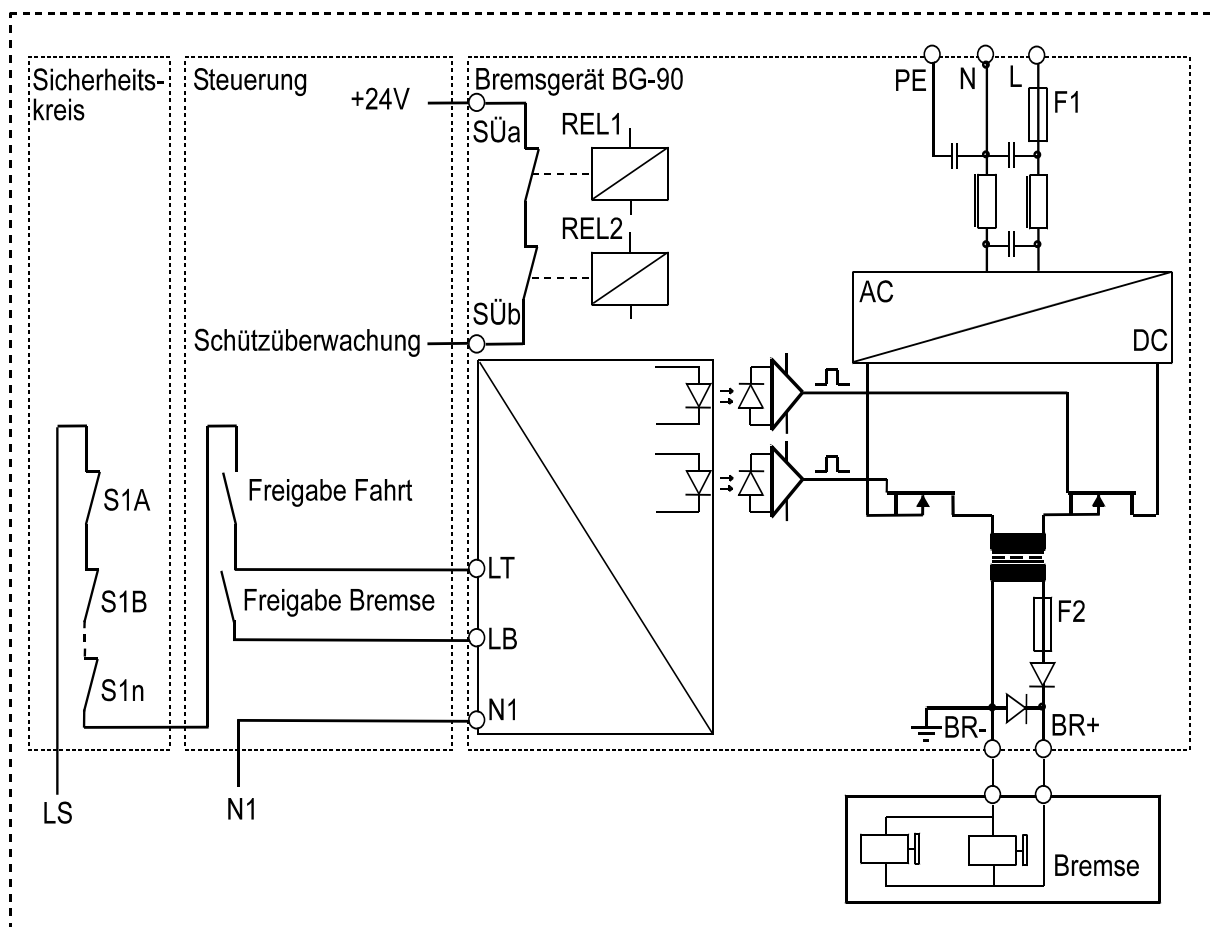 Sicherheits-
kreis
Steuerung
+24V
Bremsgerät BG-90
SÜa
REL1
REL2
SÜb
Schützüberwachung
PE
N
L
F1
AC
DC
S1A
S1B
S1n
LS
Freigabe Fahrt
Freigabe Bremse
N1
LT
LB
N1
F2
BR-
BR+
Bremse